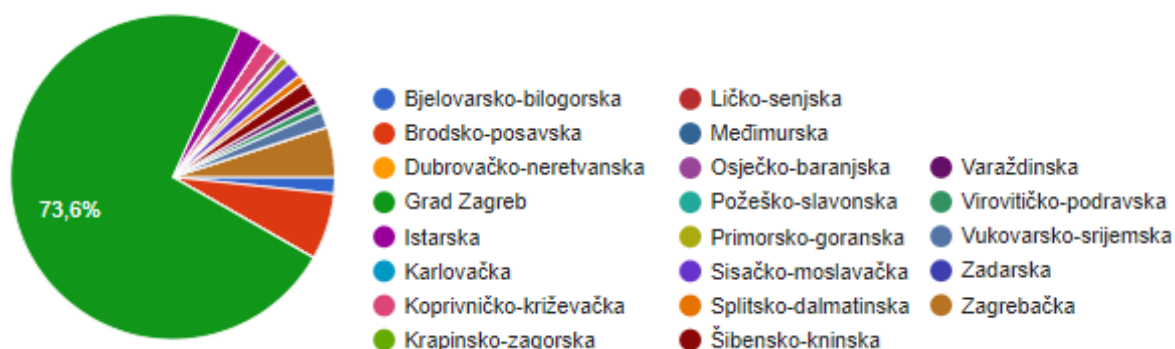 73,6%
Bjelovarsko-bilogorska
Brodsko-posavska
Dubrovačko-neretvanska
Grad Zagreb
Istarska
Karlovačka
Koprivničko-križevačka
Krapinsko-zagorska
Ličko-senjska
Međimurska
Osječko-baranjska
Požeško-slavonska
Primorsko-goranska
Sisačko-moslavačka
Splitsko-dalmatinska
Šibensko-kninska
Varaždinska
Virovitičko-podravska
Vukovarsko-srijemska
Zadarska
Zagrebačka